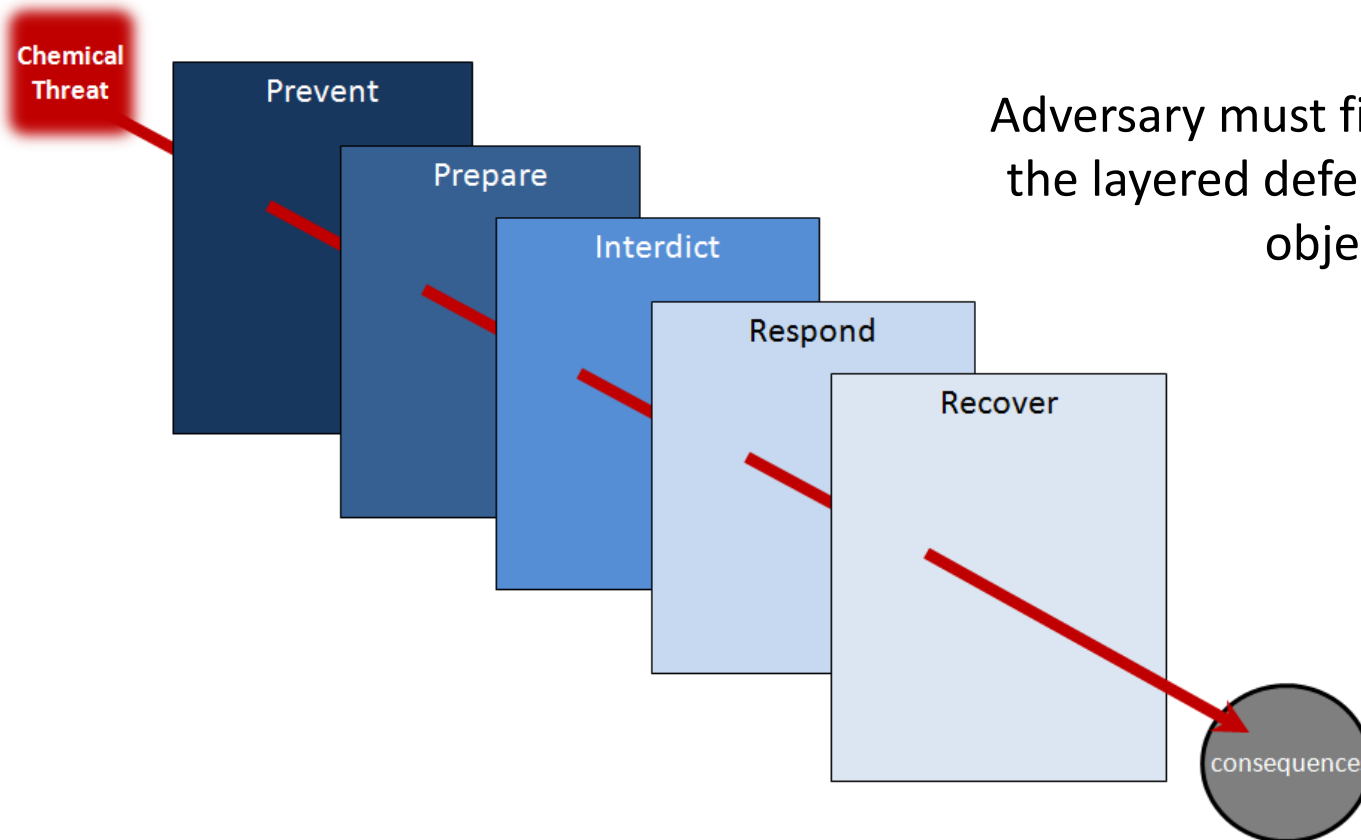 Chemical
Threat
Prevent
Prepare
Interdict
Respond
Recover
Adversary must
the layered
consequence